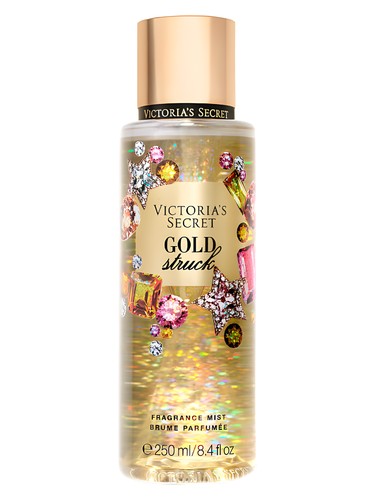 VICTORIA'S SECRET
VICTORIA'S
SECRET
GOLD
struck
FRAGRANCE MIST
BRUME PARFUMÉE
℮ 250 ml/8.4 fl oz